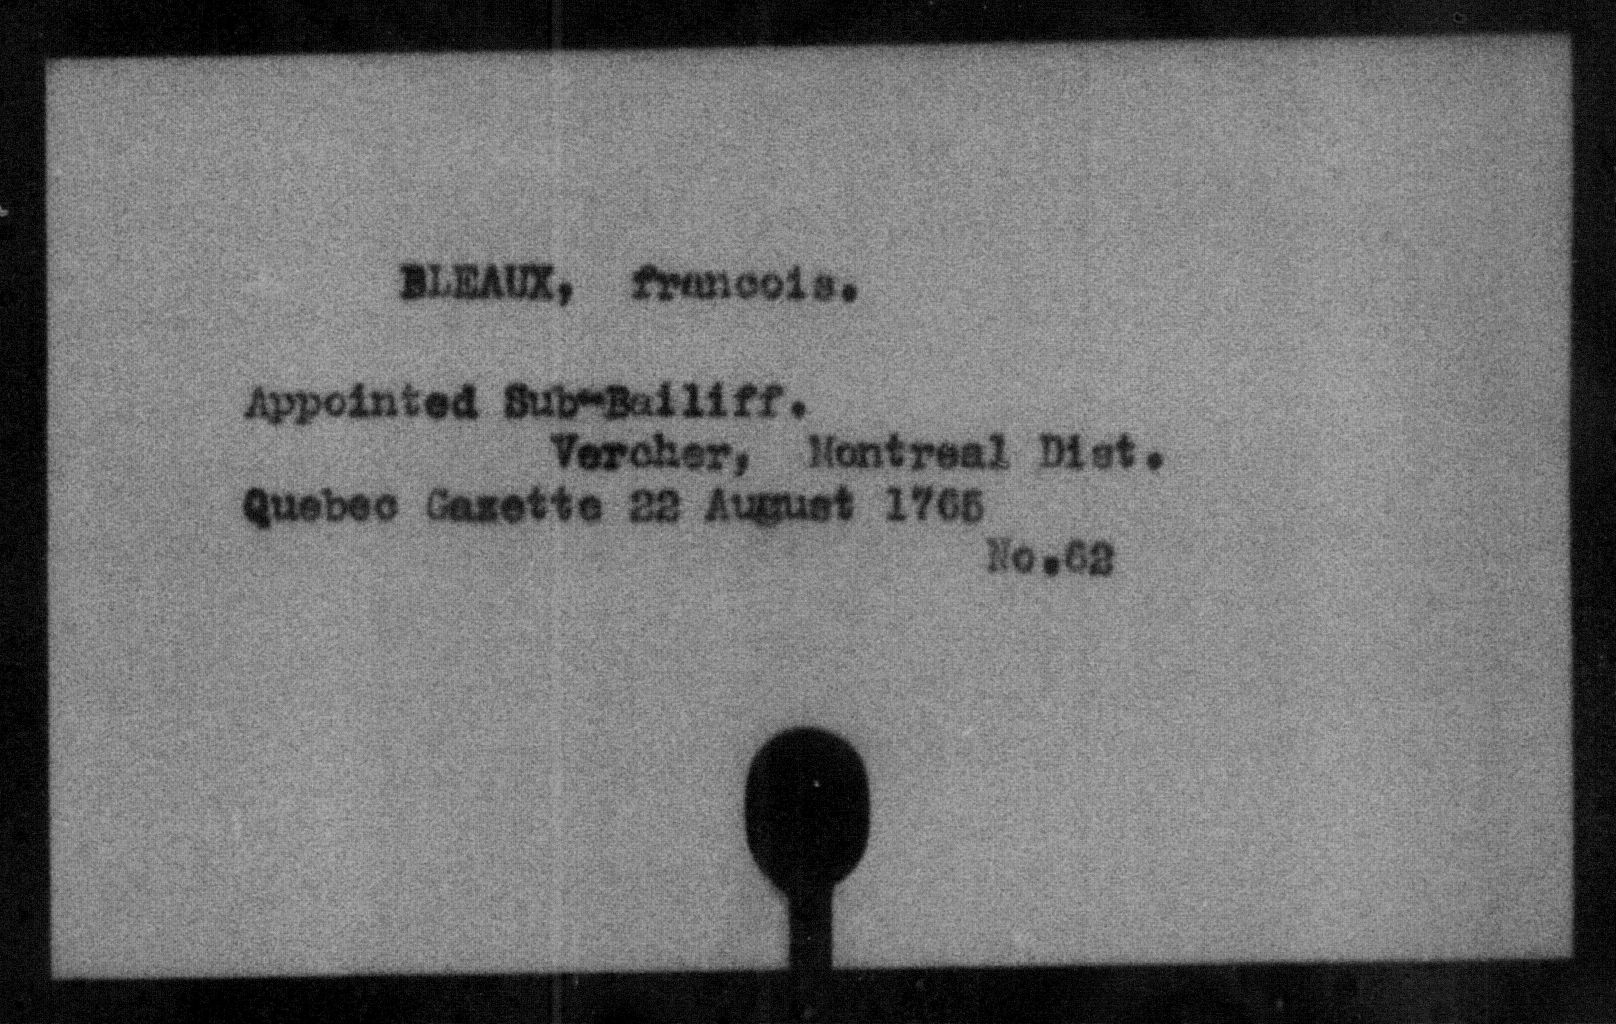 BLEAUX, francois.
Appointed Sub-Bailiff.
Vercher, Montreal Dist.
Quebec Gazette 22 August 1765
No.62